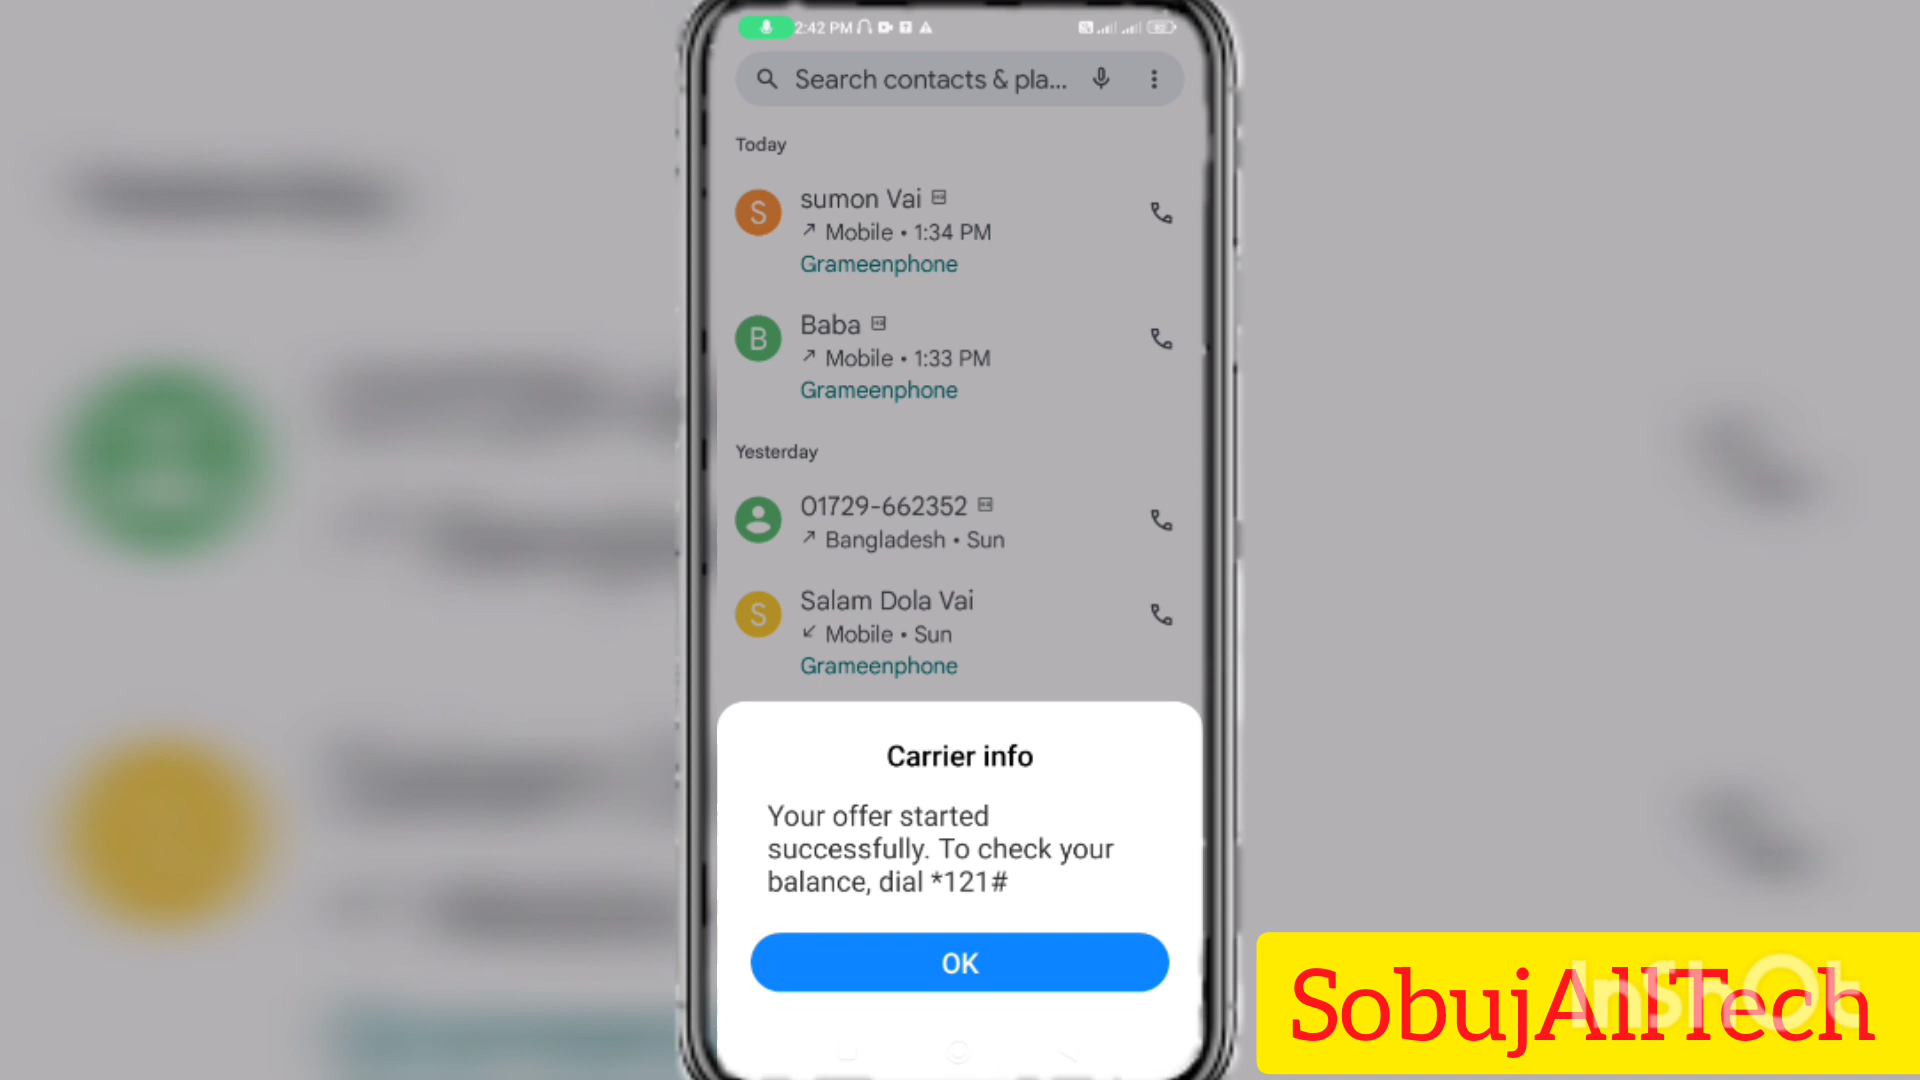 2:42 PM
Search contacts & pla...
Today
S
sumon Vai
Mobile • 1:34 PM
Grameenphone
B
Baba
Mobile • 1:33 PM
Grameenphone
Yesterday
01729-662352
Bangladesh • Sun
S
Salam Dola Vai
Mobile • Sun
Grameenphone
Carrier info
Your offer started
successfully. To check your
balance, dial *121#
OK
SobujAllTech
InShOt